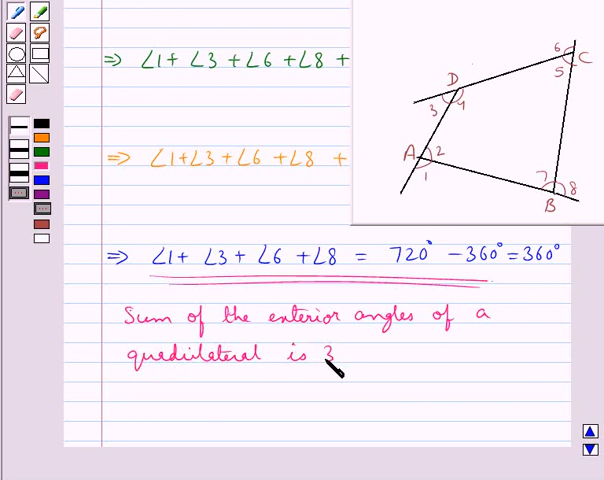 ⇒ ∠1+ ∠3 + ∠6 + ∠8 +
⇒ ∠1+∠3 + ∠6 + ∠8 +
⇒ ∠1+ ∠3 + ∠6 + ∠8 = 720° - 360° = 360°
Sum of the exterior angles of a
quadrilateral is 3
6
C
5
D
3 4
A 2
1
7 8
B